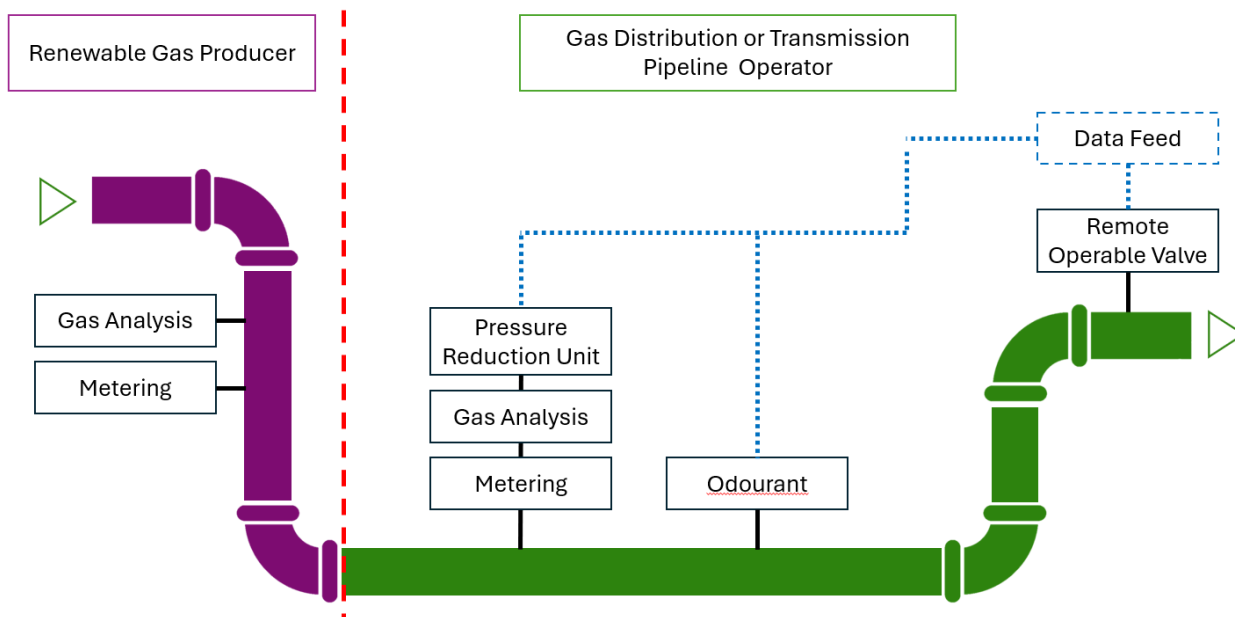 Renewable Gas Producer
Gas Distribution or Transmission
Pipeline Operator
Data Feed
Remote
Operable Valve
Gas Analysis
Metering
Pressure
Reduction Unit
Gas Analysis
Metering
Odourant